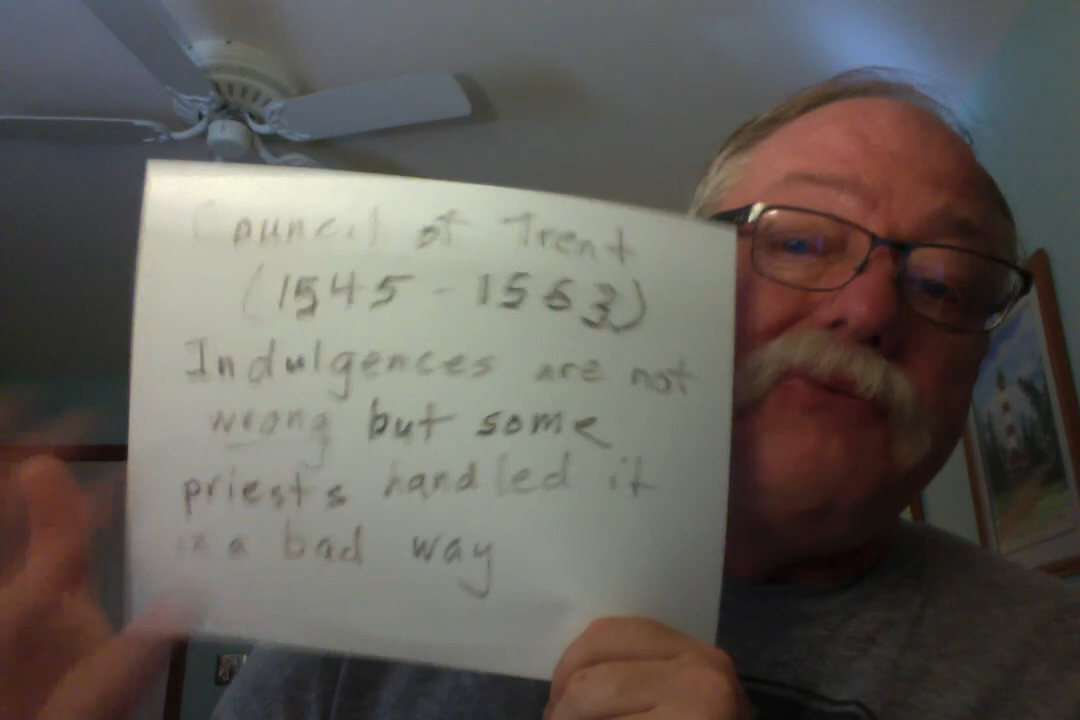 Council of Trent
(1545 - 1563)
Indulgences are not
wrong but some
priests handled it
in a bad way